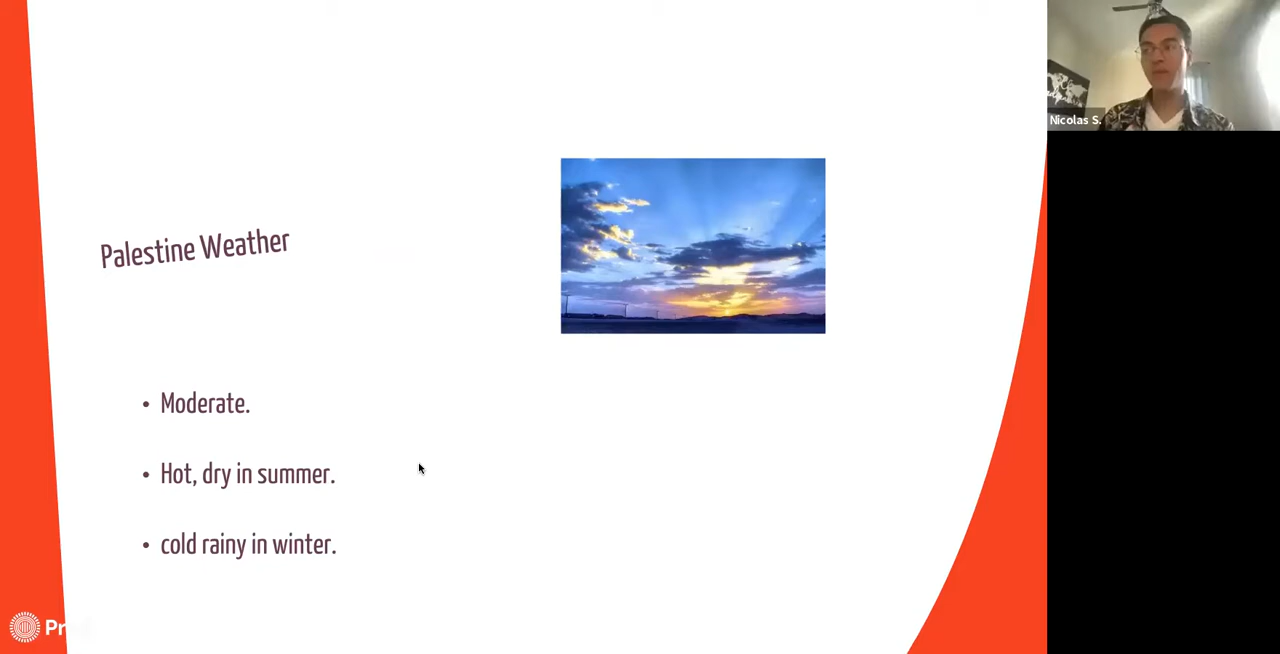 Palestine Weather
• Moderate.
• Hot, dry in summer.
• cold rainy in winter.
Nicolas S.